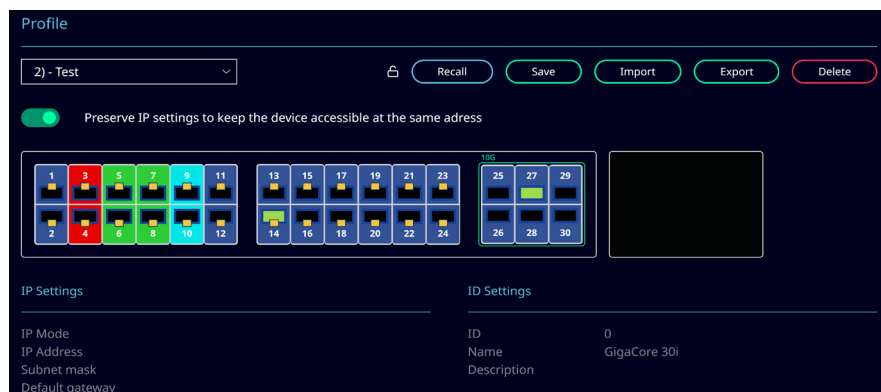 Profile
2) - Test
Recall
Save
Import
Export
Delete
Preserve IP settings to keep the device accessible at the same adress
10G
1 3 5 7 9 11 13 15 17 19 21 23 25 27 29
2 4 6 8 10 12 14 16 18 20 22 24 26 28 30
IP Settings
IP Mode
IP Address
Subnet mask
Default gateway
ID Settings
ID 0
Name GigaCore 30i
Description